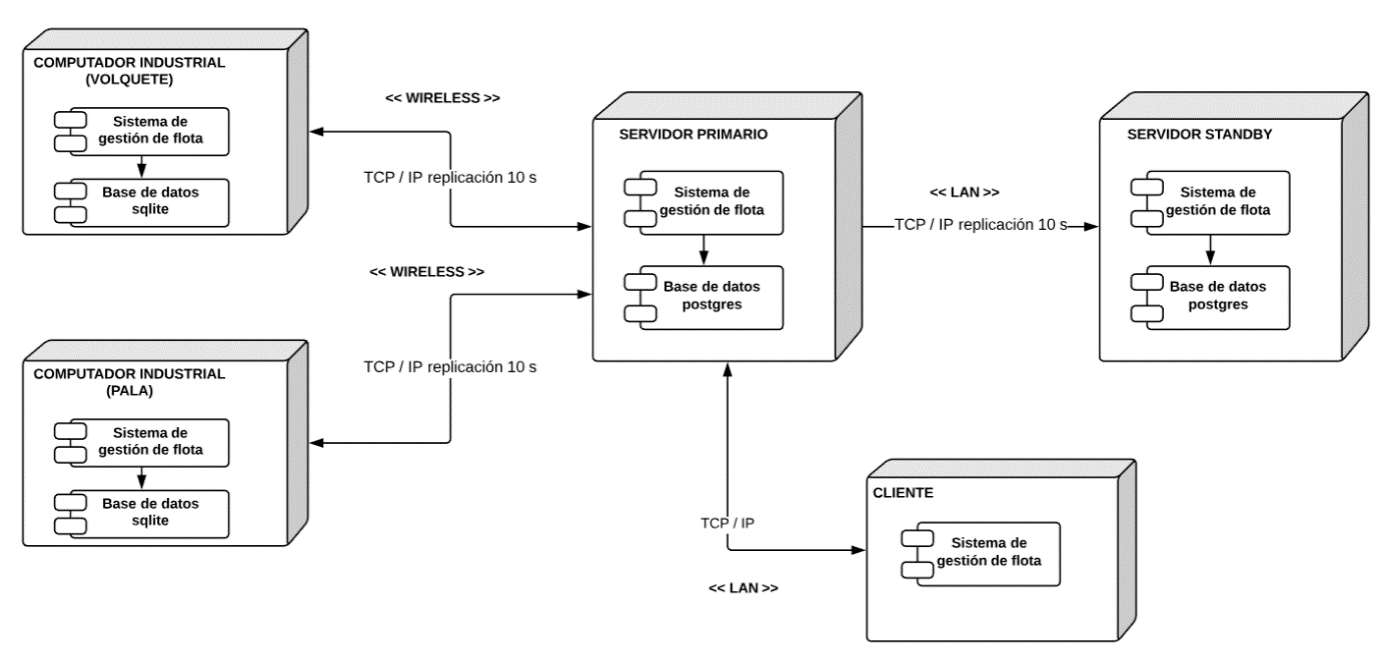 COMPUTADOR INDUSTRIAL
(VOLQUETE)
Sistema de
gestión de flota
Base de datos
sqlite
<< WIRELESS >>
TCP / IP replicación 10 s
<< WIRELESS >>
TCP / IP replicación 10 s
COMPUTADOR INDUSTRIAL
(PALA)
Sistema de
gestión de flota
Base de datos
sqlite
SERVIDOR PRIMARIO
Sistema de
gestión de flota
Base de datos
postgres
<< LAN >>
TCP / IP replicación 10 s
SERVIDOR STANDBY
Sistema de
gestión de flota
Base de datos
postgres
TCP / IP
<< LAN >>
CLIENTE
Sistema de
gestión de flota